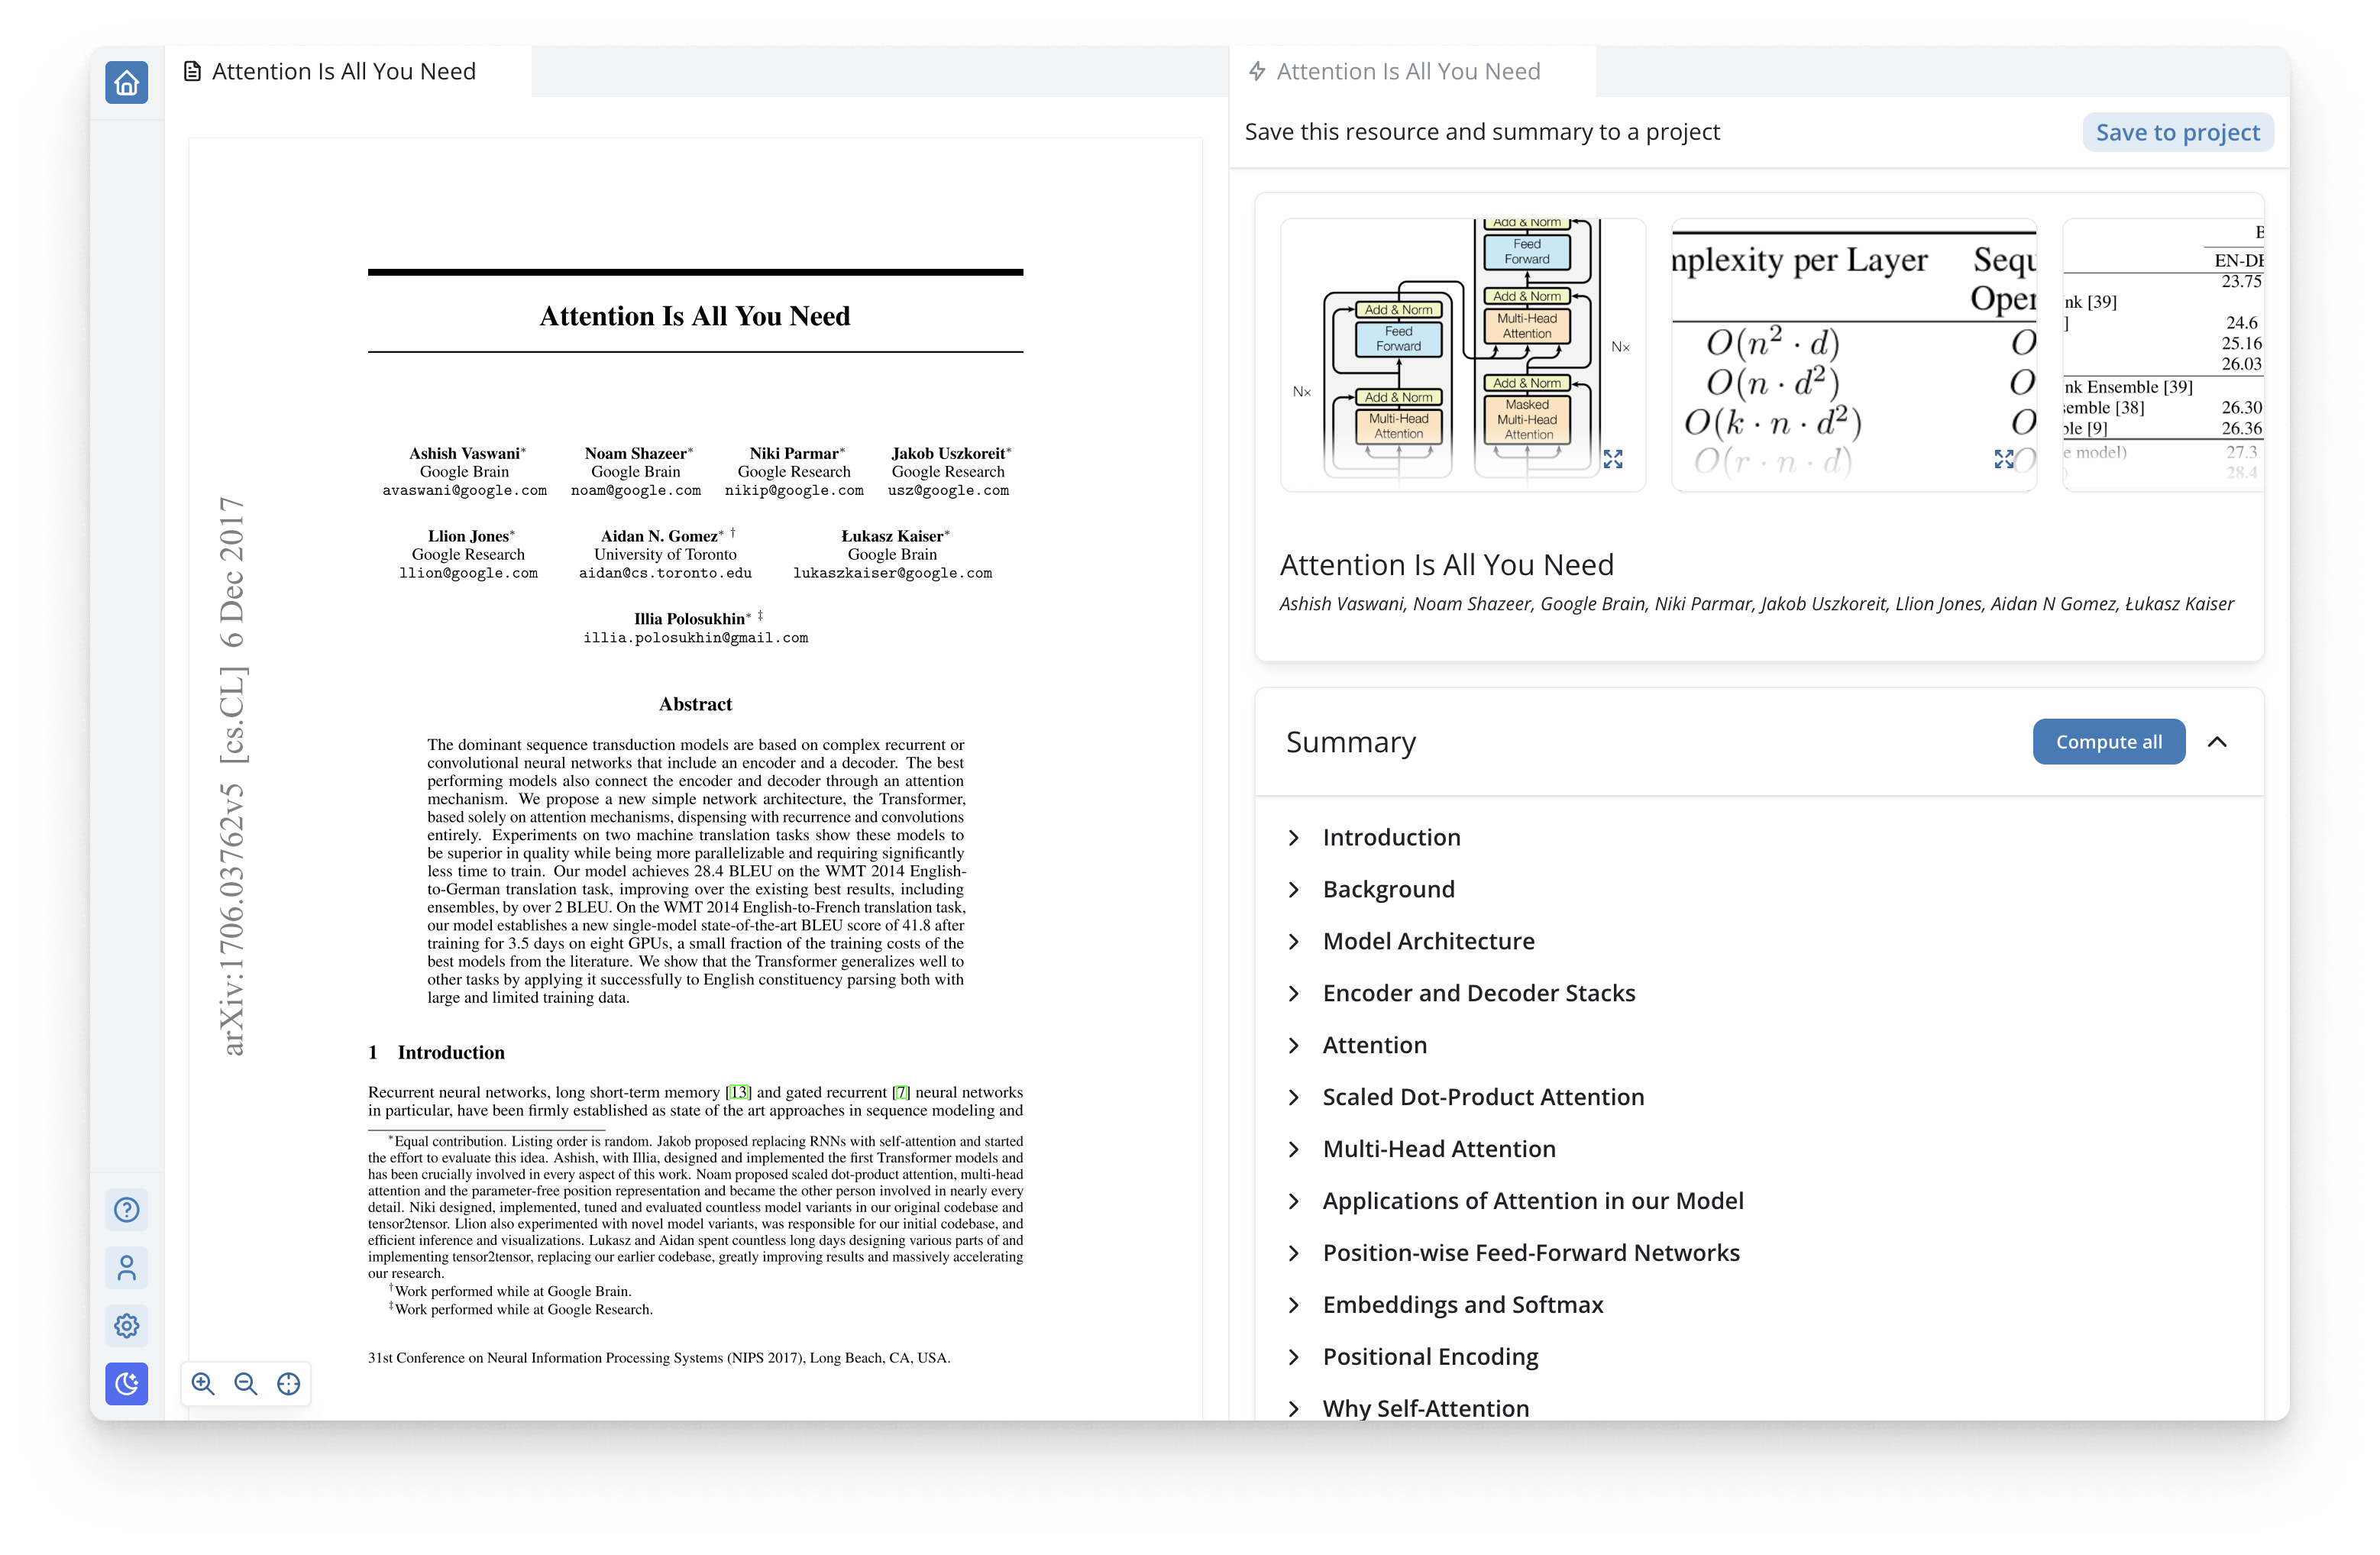 Attention Is All You Need
arXiv:1706.03762v5 [cs.CL] 6 Dec 2017
Attention Is All You Need
Ashish Vaswani* Noam Shazeer* Niki Parmar* Jakob Uszkoreit*
Google Brain Google Brain Google Research Google Research
avaswani@google.com noam@google.com nikip@google.com usz@google.com
Llion Jones* Aidan N. Gomez* † Łukasz Kaiser*
Google Research University of Toronto Google Brain
llion@google.com aidan@cs.toronto.edu lukaszkaiser@google.com
Illia Polosukhin* ‡
illia.polosukhin@gmail.com
Abstract
The dominant sequence transduction models are based on complex recurrent or
convolutional neural networks that include an encoder and a decoder. The best
performing models also connect the encoder and decoder through an attention
mechanism. We propose a new simple network architecture, the Transformer,
based solely on attention mechanisms, dispensing with recurrence and convolutions
entirely. Experiments on two machine translation tasks show these models to
be superior in quality while being more parallelizable and requiring significantly
less time to train. Our model achieves 28.4 BLEU on the WMT 2014 English-
to-German translation task, improving over the existing best results, including
ensembles, by over 2 BLEU. On the WMT 2014 English-to-French translation task,
our model establishes a new single-model state-of-the-art BLEU score of 41.8 after
training for 3.5 days on eight GPUs, a small fraction of the training costs of the
best models from the literature. We show that the Transformer generalizes well to
other tasks by applying it successfully to English constituency parsing both with
large and limited training data.
1 Introduction
Recurrent neural networks, long short-term memory [13] and gated recurrent [7] neural networks
in particular, have been firmly established as state of the art approaches in sequence modeling and
*Equal contribution. Listing order is random. Jakob proposed replacing RNNs with self-attention and started
the effort to evaluate this idea. Ashish, with Illia, designed and implemented the first Transformer models and
has been crucially involved in every aspect of this work. Noam proposed scaled dot-product attention, multi-head
attention and the parameter-free position representation and became the other person involved in nearly every
detail. Niki designed, implemented, tuned and evaluated countless model variants in our original codebase and
tensor2tensor. Llion also experimented with novel model variants, was responsible for our initial codebase, and
efficient inference and visualizations. Lukasz and Aidan spent countless long days designing various parts of and
implementing tensor2tensor, replacing our earlier codebase, greatly improving results and massively accelerating
our research.
†Work performed while at Google Brain.
‡Work performed while at Google Research.
31st Conference on Neural Information Processing Systems (NIPS 2017), Long Beach, CA, USA.
Attention Is All You Need
Save this resource and summary to a project
Save to project
Add & Norm
Feed
Forward
Add & Norm
Multi-Head
Attention
Nx
Add & Norm
Masked
Multi-Head
Attention
Add & Norm
Feed
Forward
Nx
Add & Norm
Multi-Head
Attention
mplexity per Layer Sequ
Oper
O(n² · d) O
O(n · d²) O
O(k · n · d²) O
O(r · n · d) O
B
EN-DE
23.75
nk [39]
] 24.6
25.16
26.03
nk Ensemble [39]
semble [38] 26.30
ble [9] 26.36
e model) 27.3
) 28.4
Attention Is All You Need
Ashish Vaswani, Noam Shazeer, Google Brain, Niki Parmar, Jakob Uszkoreit, Llion Jones, Aidan N Gomez, Łukasz Kaiser
Summary
Compute all
Introduction
Background
Model Architecture
Encoder and Decoder Stacks
Attention
Scaled Dot-Product Attention
Multi-Head Attention
Applications of Attention in our Model
Position-wise Feed-Forward Networks
Embeddings and Softmax
Positional Encoding
Why Self-Attention